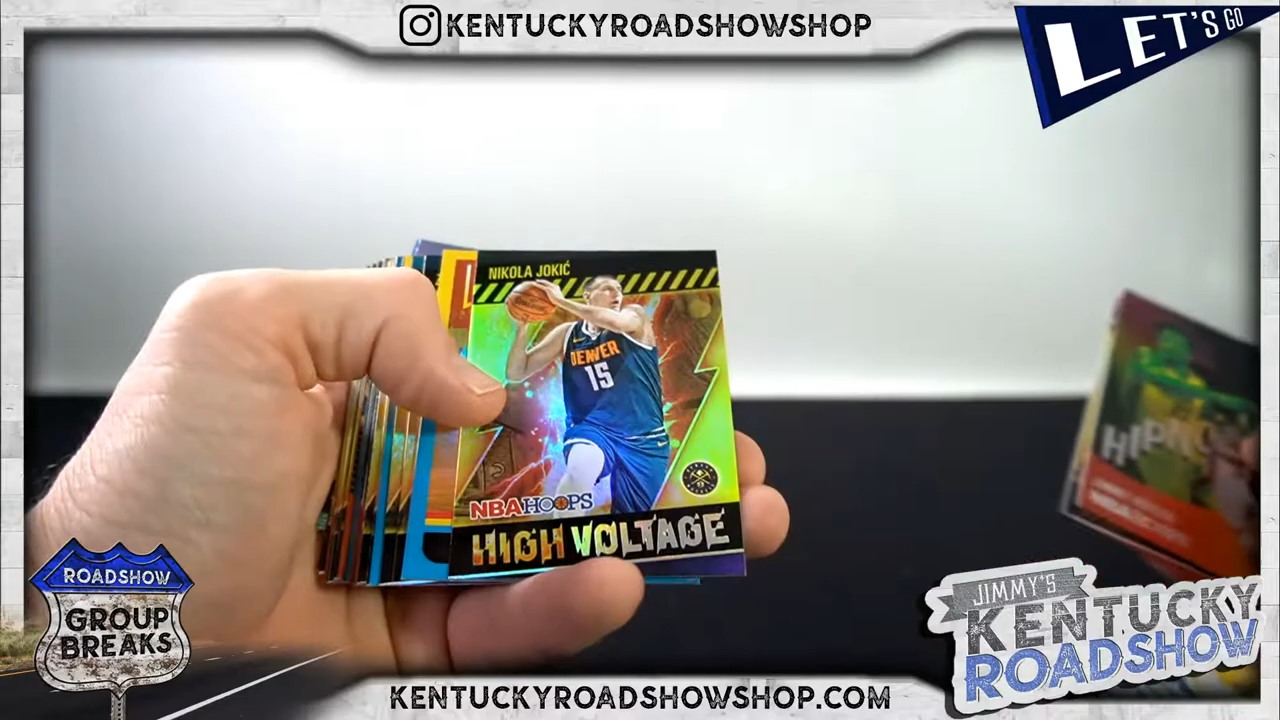 KENTUCKYROADSHOWSHOP
LET'S GO
NIKOLA JOKIĆ
DENVER
15
NBA HOOPS
HIGH VOLTAGE
ROADSHOW
GROUP
BREAKS
JIMMY'S
KENTUCKY
ROADSHOW
KENTUCKYROADSHOWSHOP.COM